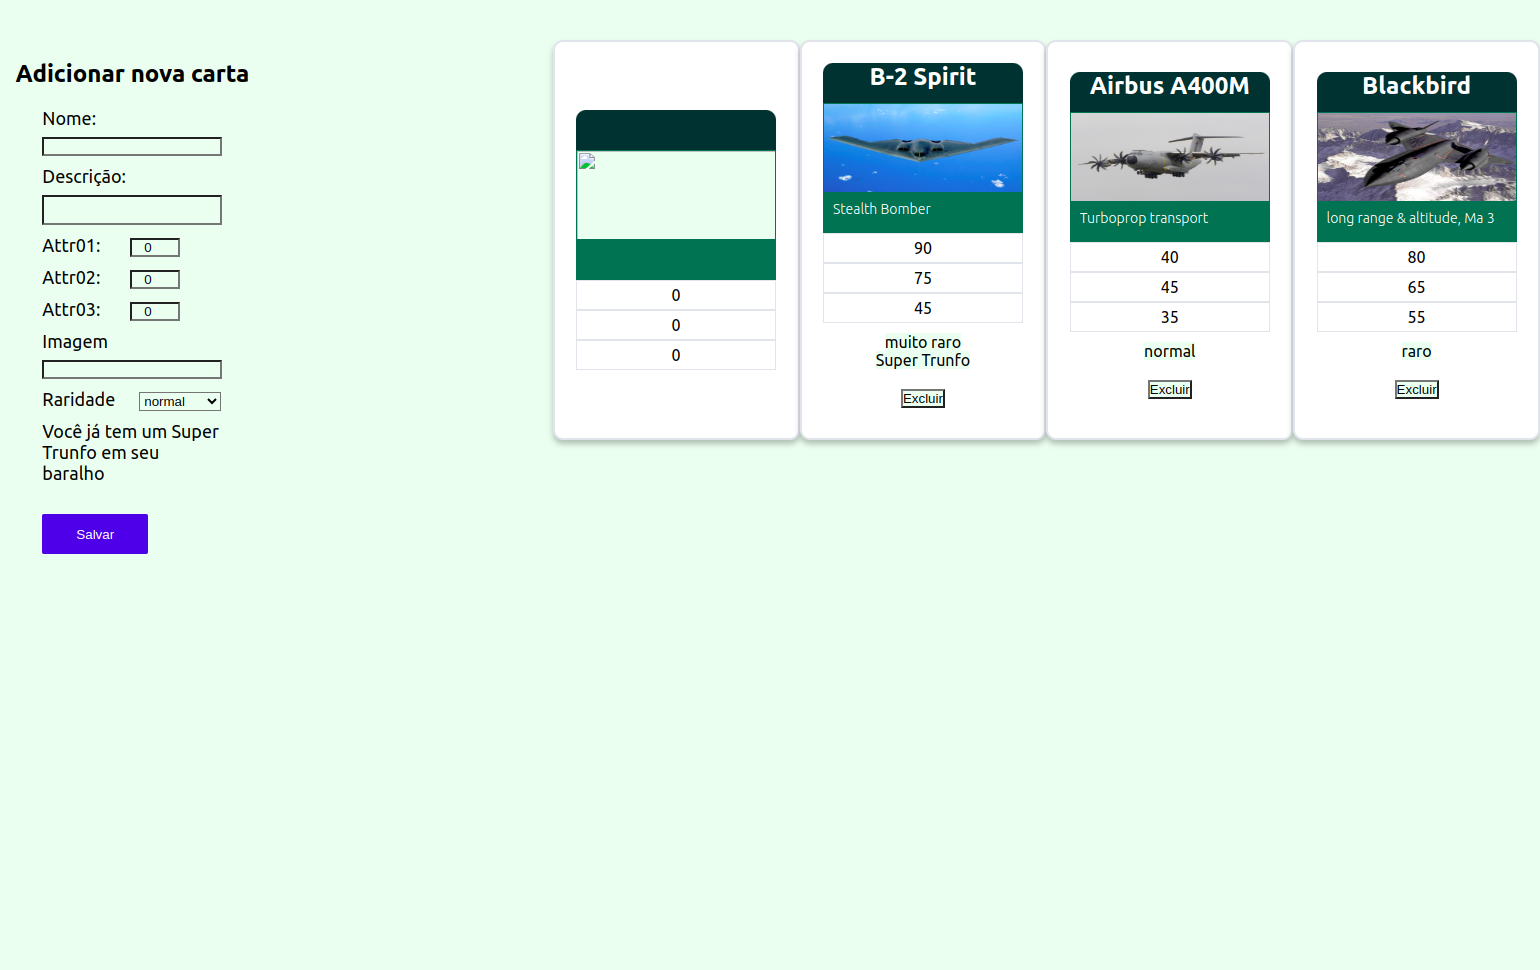 Adicionar nova carta
Nome:
Descrição:
Attr01: 0
Attr02: 0
Attr03: 0
Imagem
Raridade normal
Você já tem um Super
Trunfo em seu
baralho
Salvar
0
0
0
B-2 Spirit
Stealth Bomber
90
75
45
muito raro
Super Trunfo
Excluir
Airbus A400M
Turboprop transport
40
45
35
normal
Excluir
Blackbird
long range & altitude, Ma 3
80
65
55
raro
Excluir